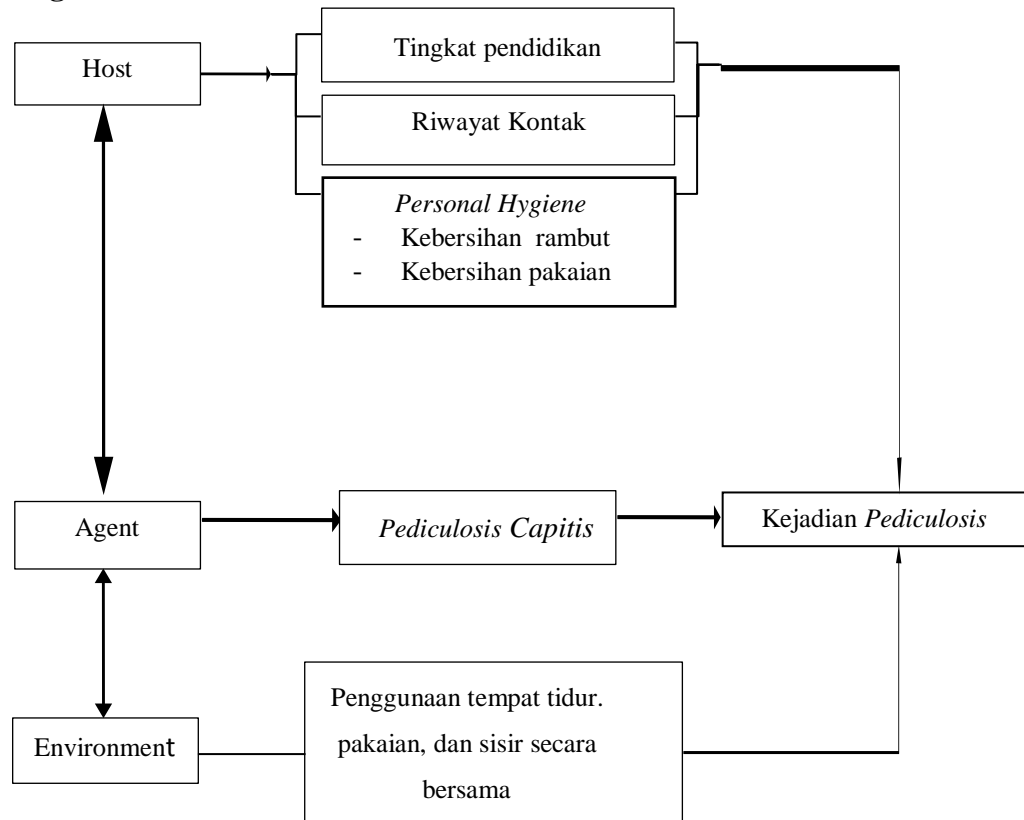 Host
Tingkat pendidikan
Riwayat Kontak
Personal Hygiene
- Kebersihan rambut
- Kebersihan pakaian
Agent
Pediculosis Capitis
Kejadian Pediculosis
Environment
Penggunaan tempat tidur.
pakaian, dan sisir secara
bersama